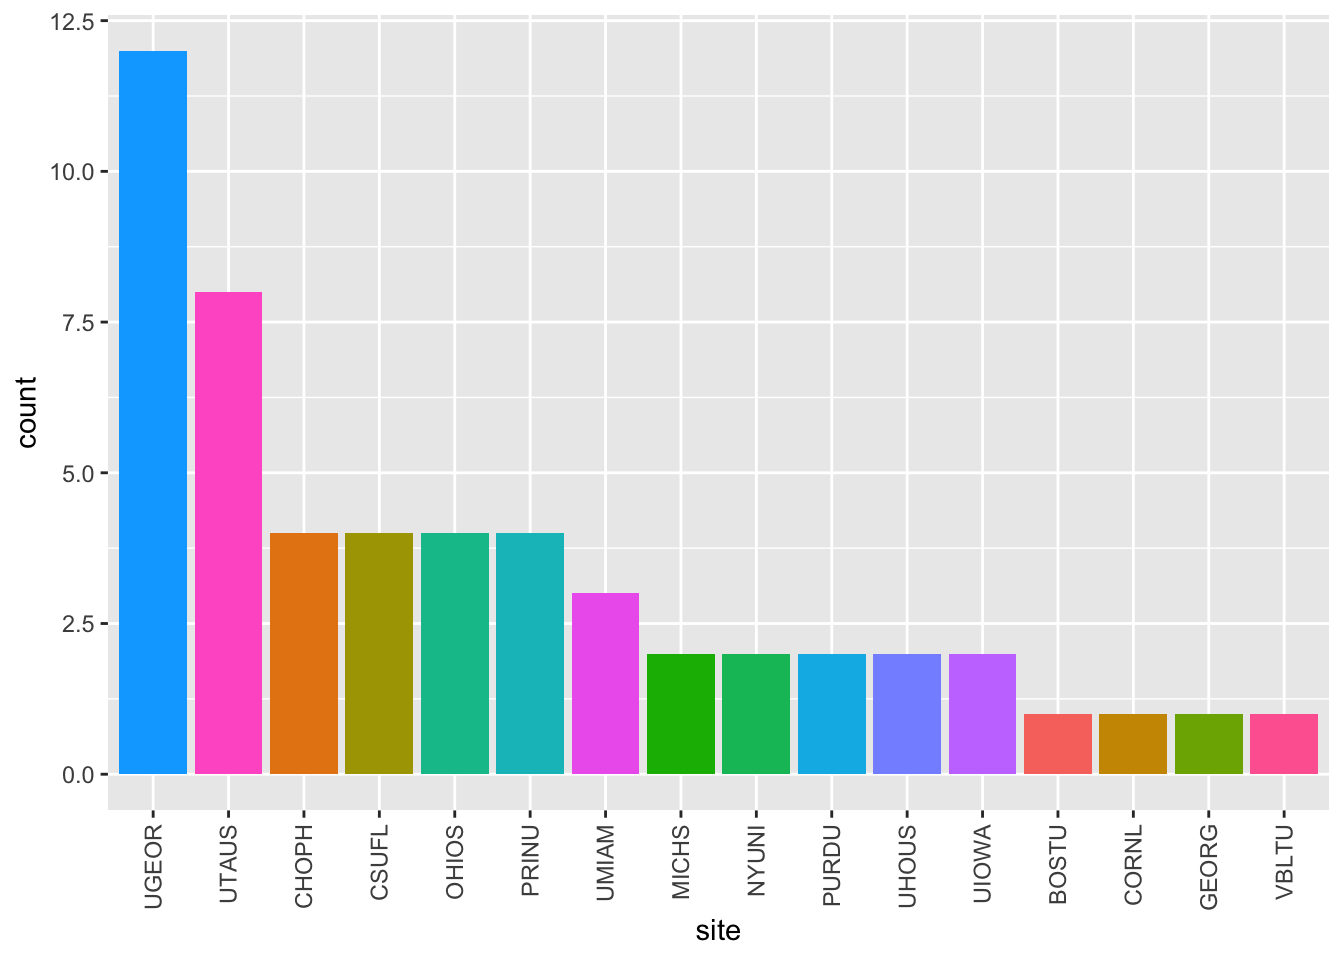 12.5
10.0
7.5
5.0
2.5
0.0
count
UGEOR
UTAUS
CHOPH
CSUFL
OHIOS
PRINU
UMIAM
MICHS
NYUNI
PURDU
UHOUS
UIOWA
BOSTU
CORNL
GEORG
VBLTU
site